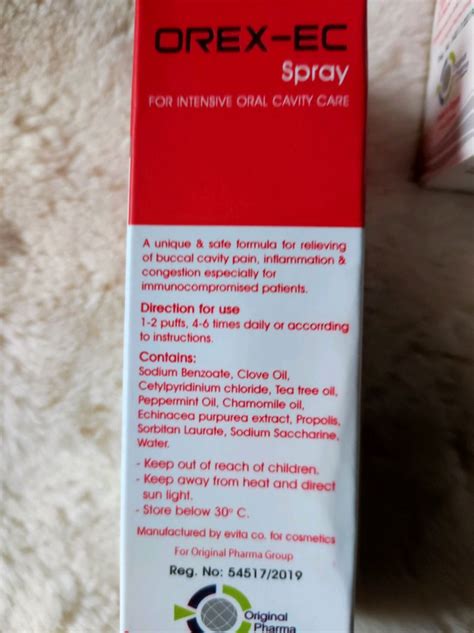 OREX-EC
Spray
FOR INTENSIVE ORAL CAVITY CARE
A unique & safe formula for relieving
of buccal cavity pain, inflammation &
congestion especially for
immunocompromised patients.
Direction for use
1-2 puffs, 4-6 times daily or accorrding
to instructions.
Contains:
Sodium Benzoate, Clove Oil,
Cetylpyridinium chloride, Tea tree oil,
Peppermint Oil, Chamomile oil,
Echinacea purpurea extract, Propolis,
Sorbitan Laurate, Sodium Saccharine,
Water.
- Keep out of reach of children.
- Keep away from heat and direct
sun light.
- Store below 30° C.
Manufactured by evita co. for cosmetics
For Original Pharma Group
Reg. No: 54517/2019
Original
Pharma